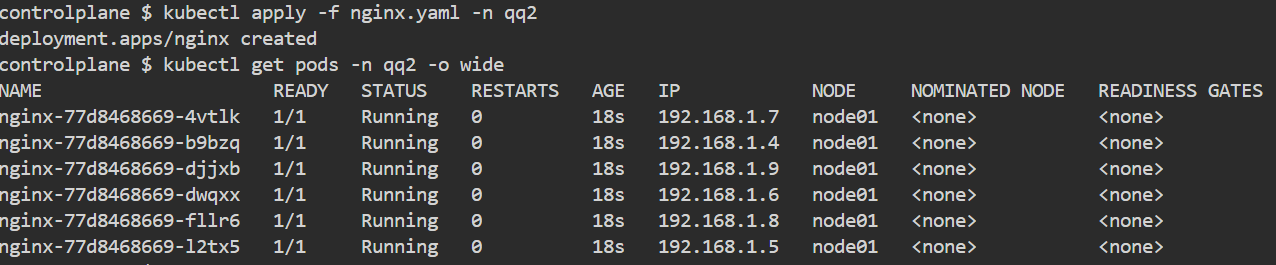 controlplane $ kubectl apply -f nginx.yaml -n qq2
deployment.apps/nginx created
controlplane $ kubectl get pods -n qq2 -o wide
NAME                     READY   STATUS    RESTARTS   AGE   IP            NODE     NOMINATED NODE   READINESS GATES
nginx-77d8468669-4vtlk   1/1     Running   0          18s   192.168.1.7   node01   <none>           <none>
nginx-77d8468669-b9bzq   1/1     Running   0          18s   192.168.1.4   node01   <none>           <none>
nginx-77d8468669-djjxb   1/1     Running   0          18s   192.168.1.9   node01   <none>           <none>
nginx-77d8468669-dwqxx   1/1     Running   0          18s   192.168.1.6   node01   <none>           <none>
nginx-77d8468669-fllr6   1/1     Running   0          18s   192.168.1.8   node01   <none>           <none>
nginx-77d8468669-l2tx5   1/1     Running   0          18s   192.168.1.5   node01   <none>           <none>